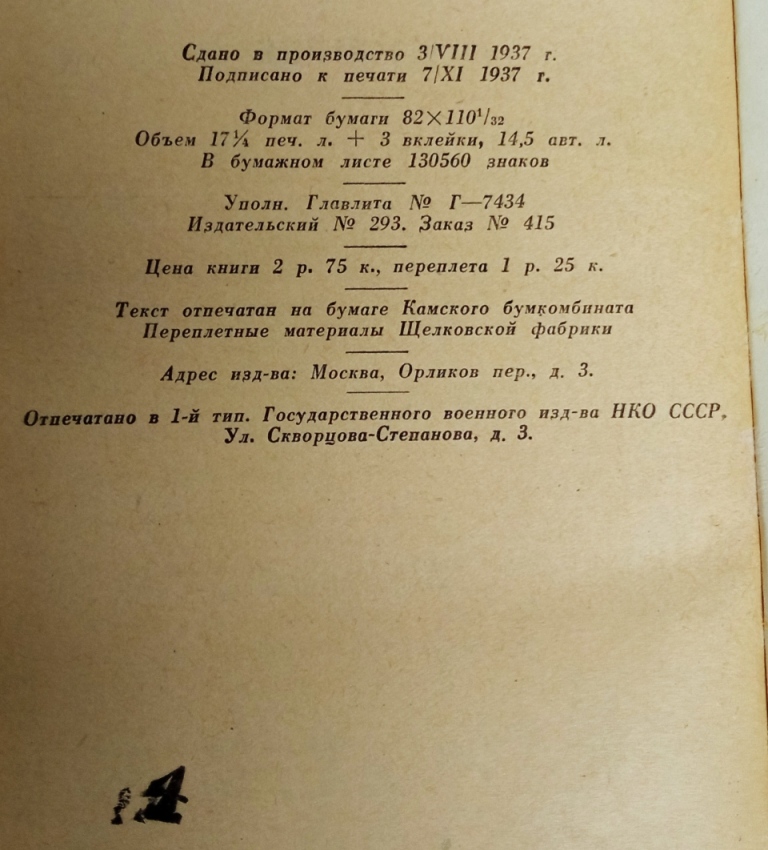 Сдано в производство 3/VIII 1937 г.
Подписано к печати 7/XI 1937 г.
Формат бумаги 82×110¹/₃₂
Объем 17¼ печ. л. + 3 вклейки, 14,5 авт. л.
В бумажном листе 130560 знаков
Уполн. Главлита № Г—7434
Издательский № 293. Заказ № 415
Цена книги 2 р. 75 к., переплета 1 р. 25 к.
Текст отпечатан на бумаге Камского бумкомбината
Переплетные материалы Щелковской фабрики
Адрес изд-ва: Москва, Орликов пер., д. 3.
Отпечатано в 1-й тип. Государственного военного изд-ва НКО СССР,
Ул. Скворцова-Степанова, д. 3.
4